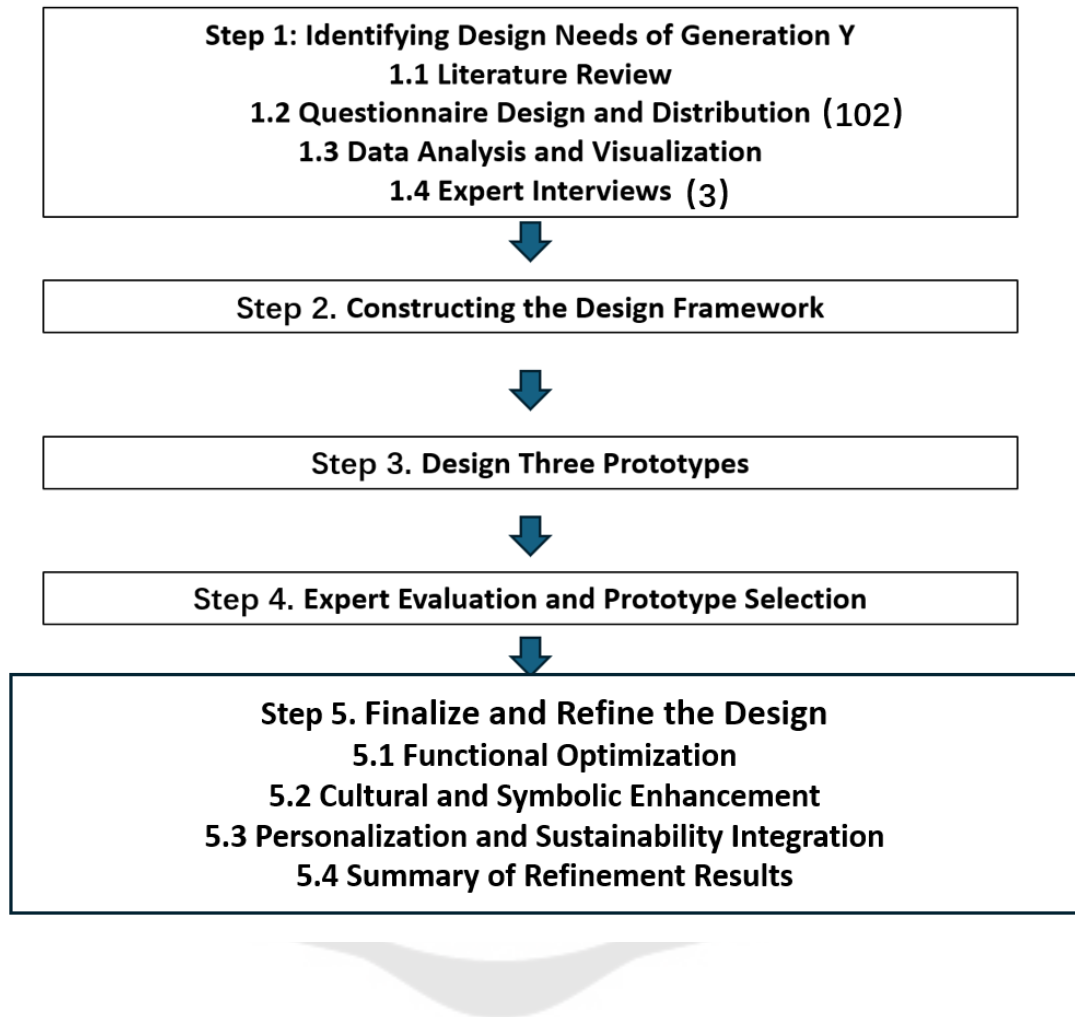 Step 1: Identifying Design Needs of Generation Y
1.1 Literature Review
1.2 Questionnaire Design and Distribution (102)
1.3 Data Analysis and Visualization
1.4 Expert Interviews (3)
Step 2. Constructing the Design Framework
Step 3. Design Three Prototypes
Step 4. Expert Evaluation and Prototype Selection
Step 5. Finalize and Refine the Design
5.1 Functional Optimization
5.2 Cultural and Symbolic Enhancement
5.3 Personalization and Sustainability Integration
5.4 Summary of Refinement Results